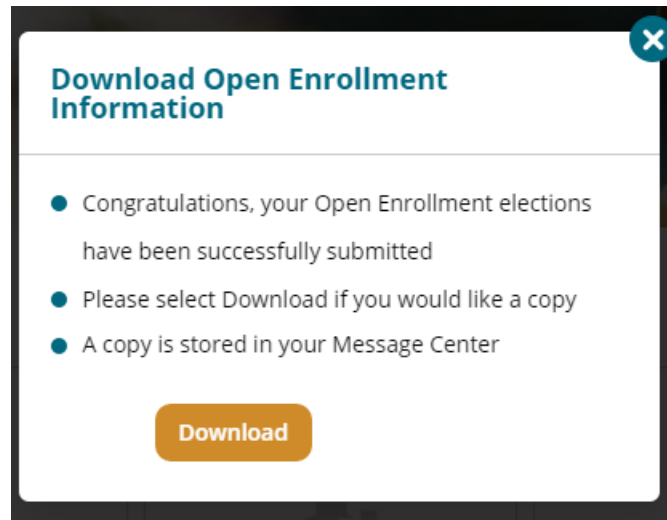 Download Open Enrollment
Information
Congratulations, your Open Enrollment elections
have been successfully submitted
Please select Download if you would like a copy
A copy is stored in your Message Center
Download